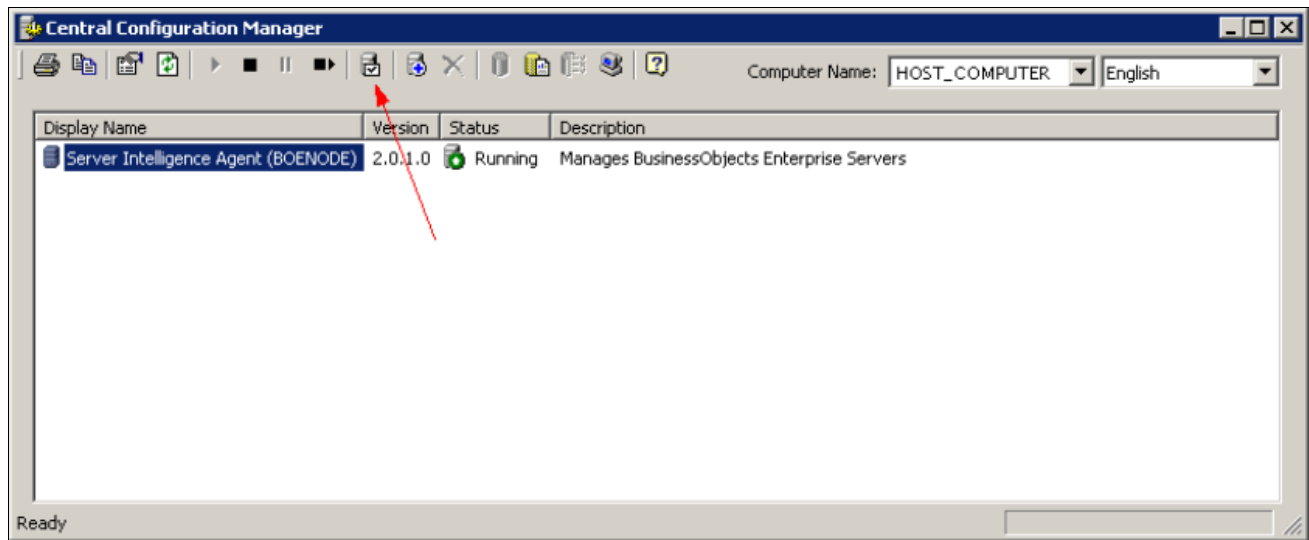 Central Configuration Manager
Computer Name: HOST_COMPUTER English
Display Name Version Status Description
Server Intelligence Agent (BOENODE) 2.0.1.0 Running Manages BusinessObjects Enterprise Servers
Ready